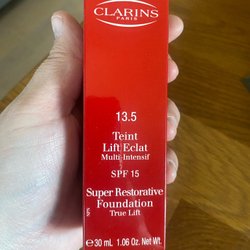 CLARINS
PARIS
13.5
Teint
Lift Eclat
Multi-Intensif
SPF 15
Super Restorative
Foundation
True Lift
℮ 30 mL 1.06 Oz. Net Wt.